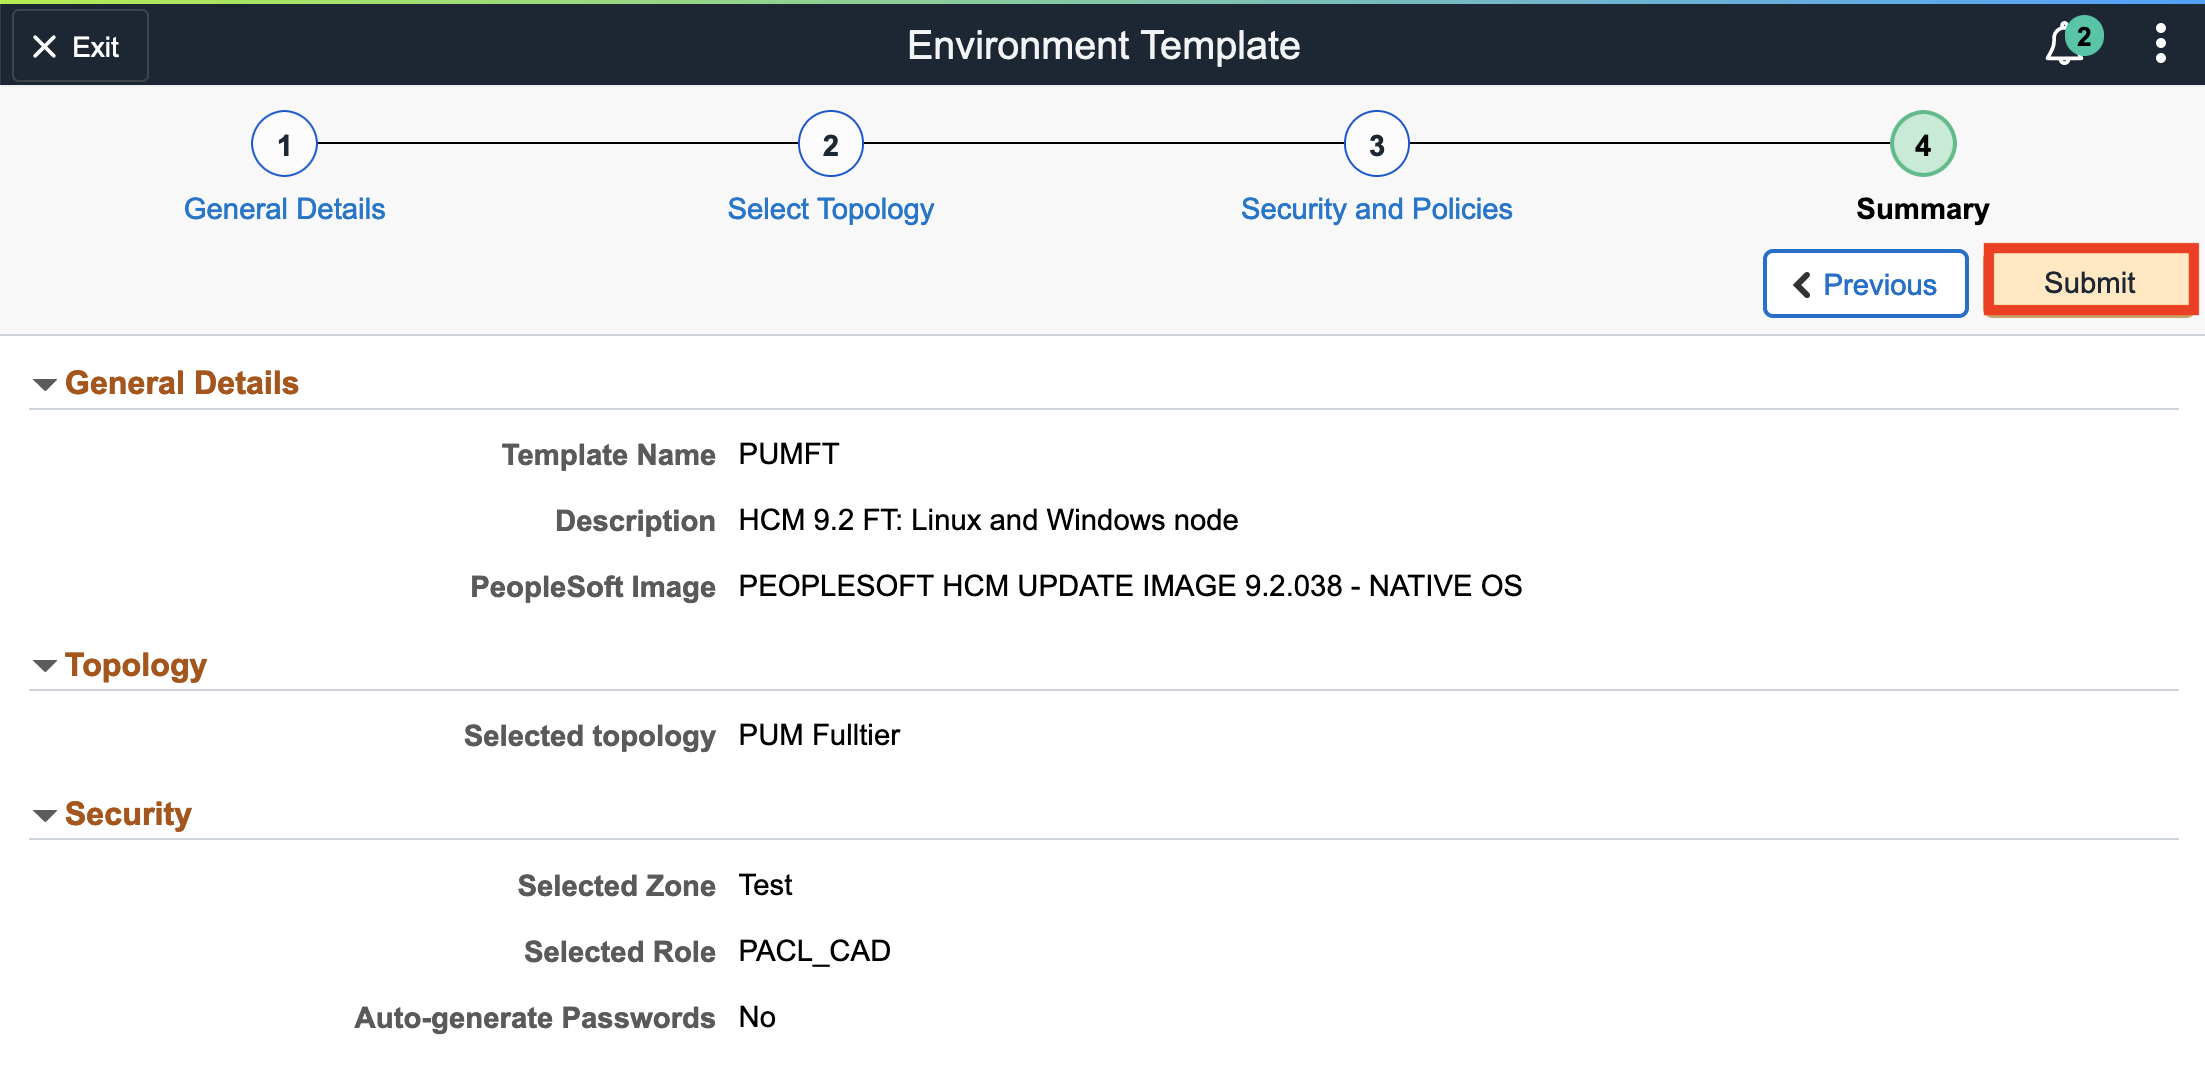 Exit
Environment Template
2
1
2
3
4
General Details
Select Topology
Security and Policies
Summary
Previous
Submit
General Details
Template Name PUMFT
Description HCM 9.2 FT: Linux and Windows node
PeopleSoft Image PEOPLESOFT HCM UPDATE IMAGE 9.2.038 - NATIVE OS
Topology
Selected topology PUM Fulltier
Security
Selected Zone Test
Selected Role PACL_CAD
Auto-generate Passwords No